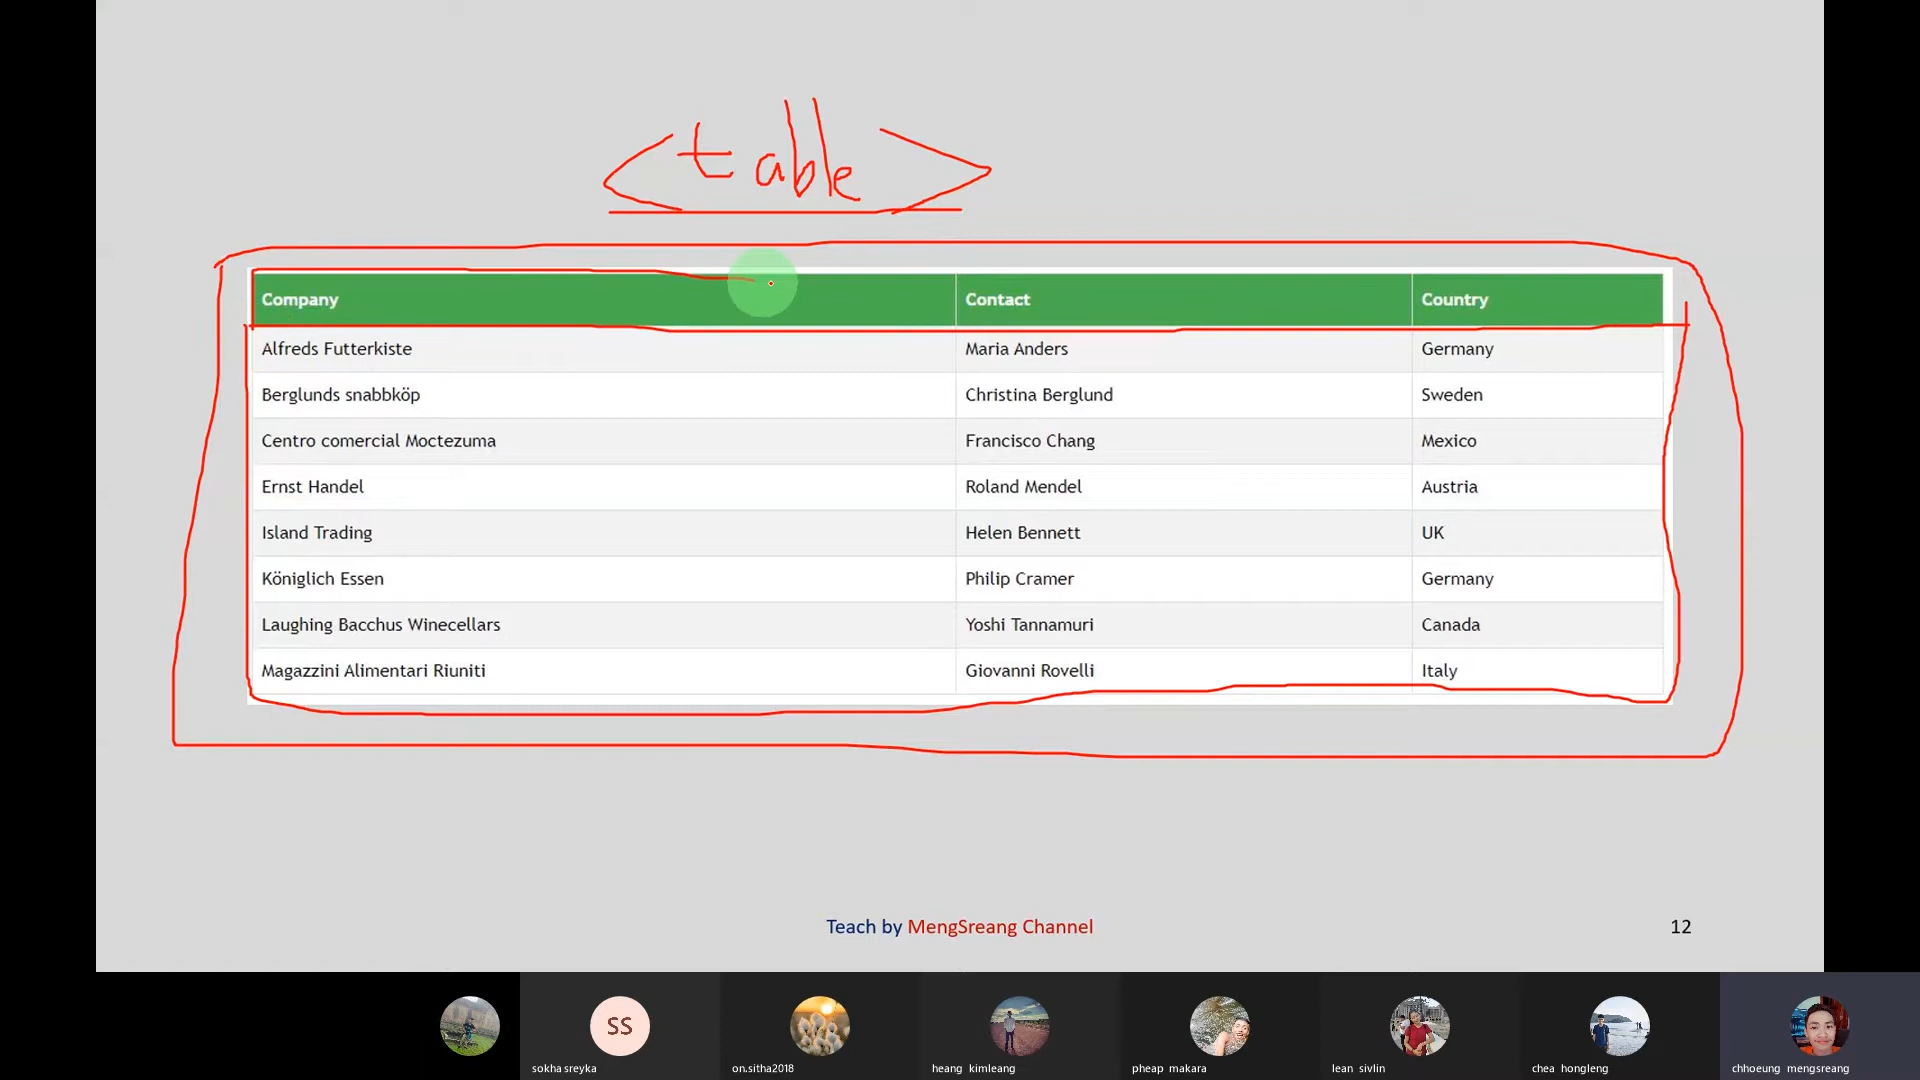 <table>
Company Contact Country
Alfreds Futterkiste Maria Anders Germany
Berglunds snabbköp Christina Berglund Sweden
Centro comercial Moctezuma Francisco Chang Mexico
Ernst Handel Roland Mendel Austria
Island Trading Helen Bennett UK
Königlich Essen Philip Cramer Germany
Laughing Bacchus Winecellars Yoshi Tannamuri Canada
Magazzini Alimentari Riuniti Giovanni Rovelli Italy
Teach by MengSreang Channel 12
SS
sokha sreyka on.sitha2018 heang kimleang pheap makara lean sivlin chea hongleng chhoeung mengsreang